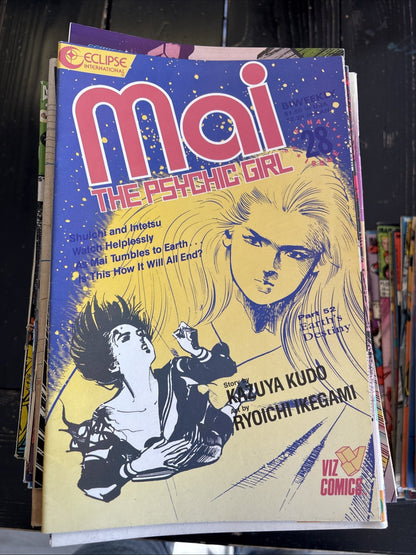 ECLIPSE
INTERNATIONAL
BI-WEEKLY
mai
28
THE PSYCHIC GIRL
Shuichi and Intetsu
Watch Helplessly
As Mai Tumbles to Earth . . .
Is This How It Will All End?
Part 52
Earth's
Destiny
Story by
KAZUYA KUDO
Art by
RYOICHI IKEGAMI
VIZ
COMICS